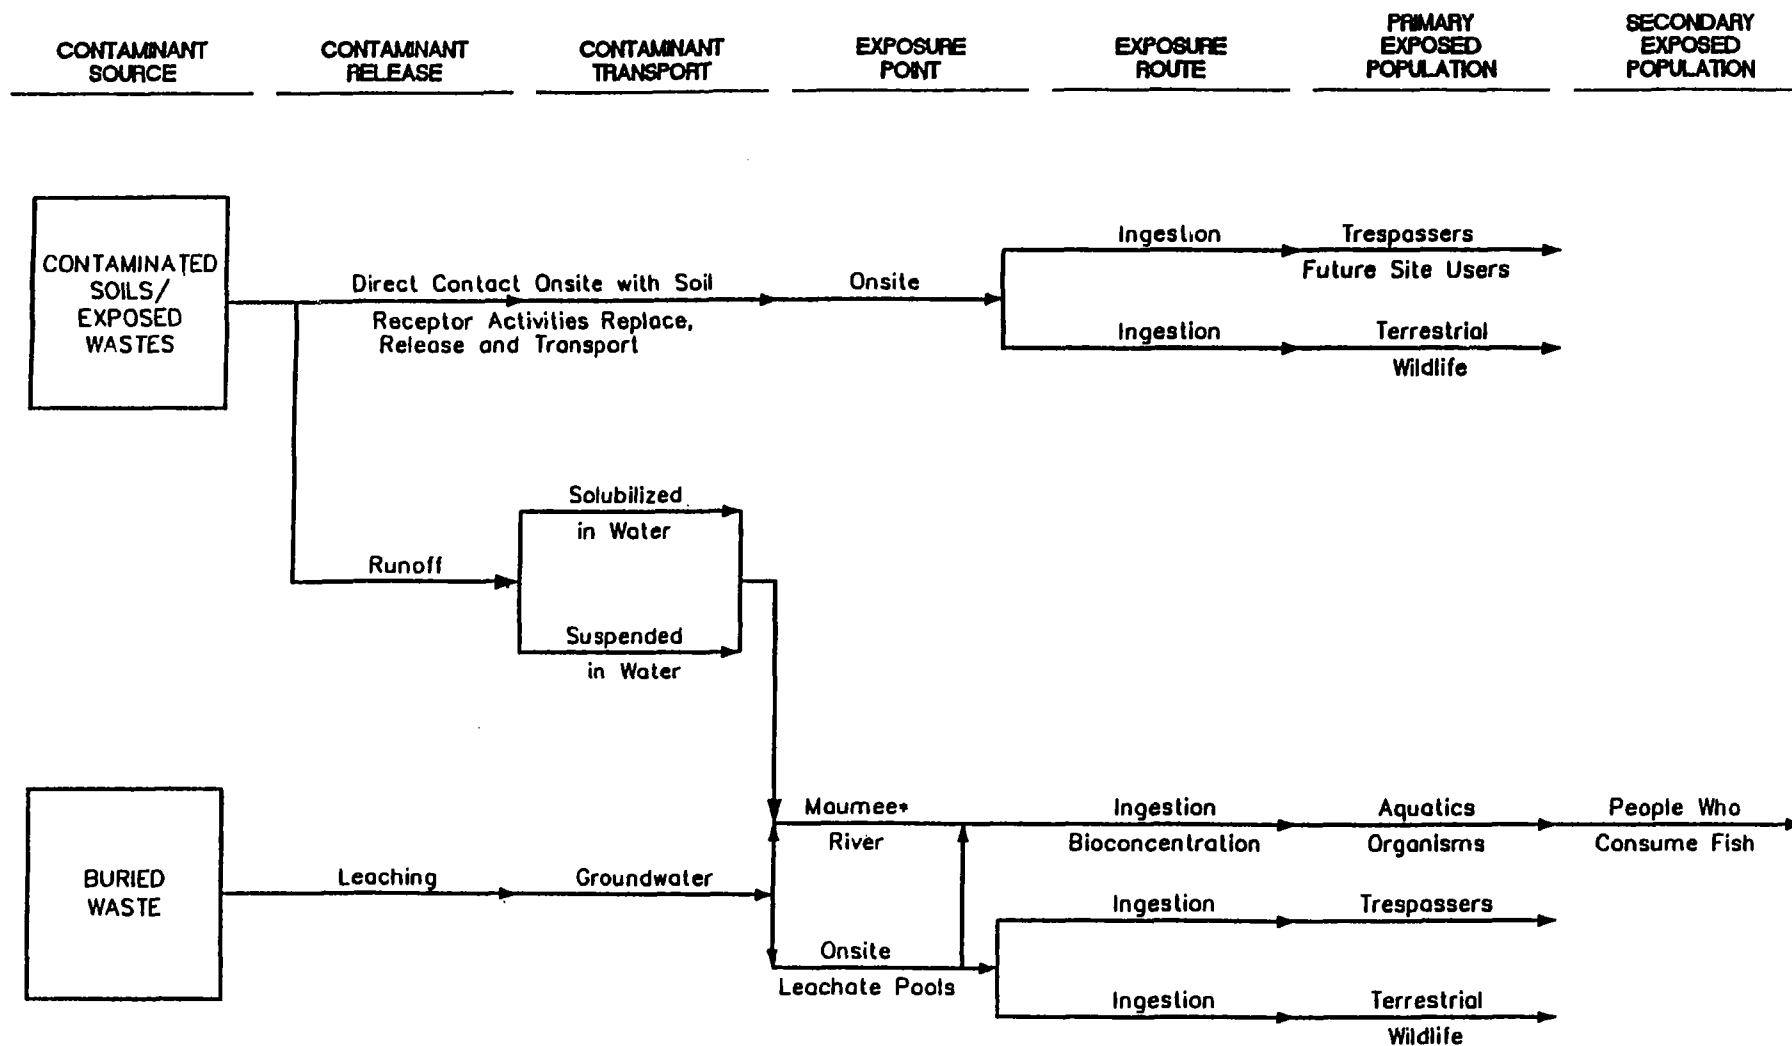 CONTAMINANT
SOURCE
CONTAMINANT
RELEASE
CONTAMINANT
TRANSPORT
EXPOSURE
POINT
EXPOSURE
ROUTE
PRIMARY
EXPOSED
POPULATION
SECONDARY
EXPOSED
POPULATION
CONTAMINATED
SOILS/
EXPOSED
WASTES
Direct Contact Onsite with Soil
Receptor Activities Replace,
Release and Transport
Onsite
Ingestion
Trespassers
Future Site Users
Ingestion
Terrestrial
Wildlife
Runoff
Solubilized
in Water
Suspended
in Water
BURIED
WASTE
Leaching
Groundwater
Maumee*
River
Ingestion
Bioconcentration
Aquatics
Organisms
People Who
Consume Fish
Onsite
Leachate Pools
Ingestion
Trespassers
Ingestion
Terrestrial
Wildlife